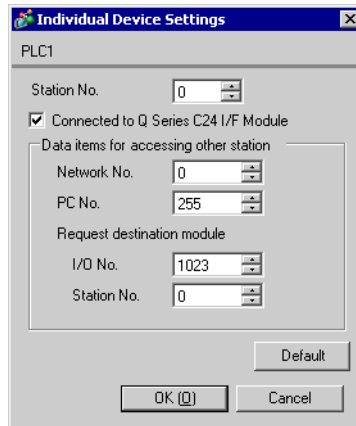 Individual Device Settings
PLC1
Station No. 0
Connected to Q Series C24 I/F Module
Data items for accessing other station
Network No. 0
PC No. 255
Request destination module
I/O No. 1023
Station No. 0
Default
OK (O) Cancel